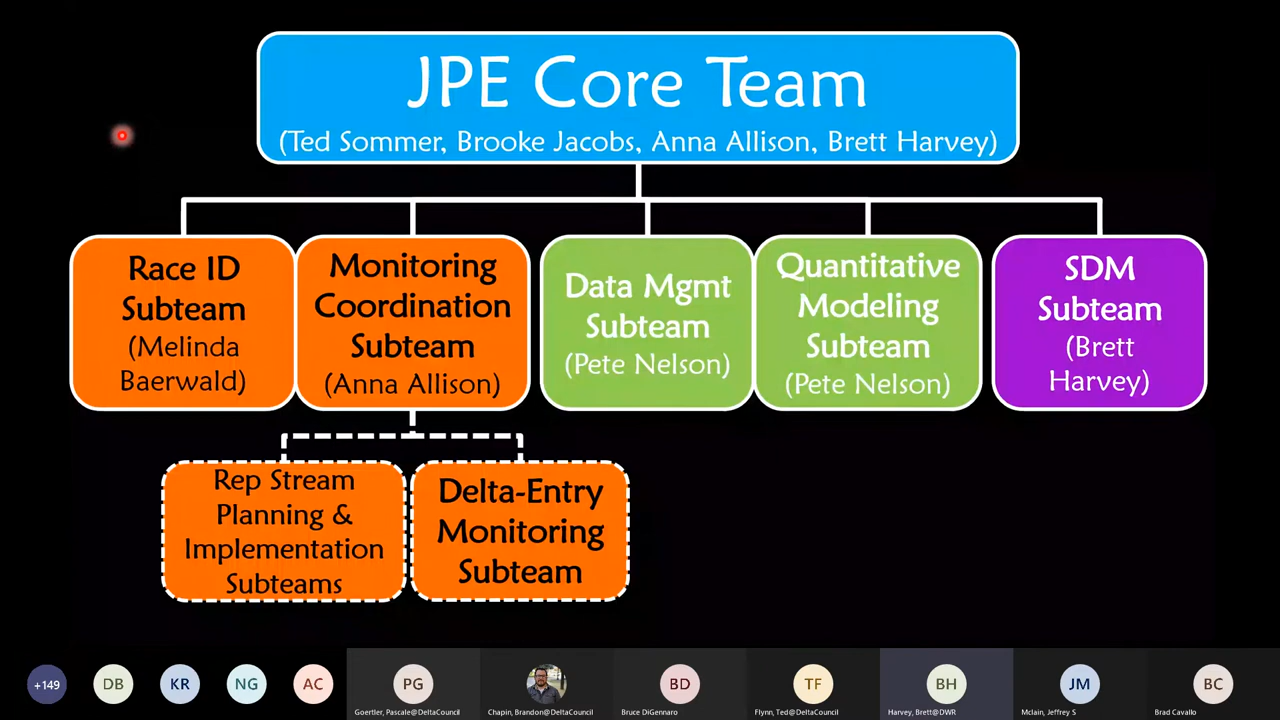 JPE Core Team
(Ted Sommer, Brooke Jacobs, Anna Allison, Brett Harvey)
Race ID
Subteam
(Melinda
Baerwald)
Monitoring
Coordination
Subteam
(Anna Allison)
Data Mgmt
Subteam
(Pete Nelson)
Quantitative
Modeling
Subteam
(Pete Nelson)
SDM
Subteam
(Brett
Harvey)
Rep Stream
Planning &
Implementation
Subteams
Delta-Entry
Monitoring
Subteam
+149
DB
KR
NG
AC
PG
Goertler, Pascale@DeltaCouncil
Chapin, Brandon@DeltaCouncil
BD
Bruce DiGennaro
TF
Flynn, Ted@DeltaCouncil
BH
Harvey, Brett@DWR
JM
Mclain, Jeffrey S
BC
Brad Cavallo